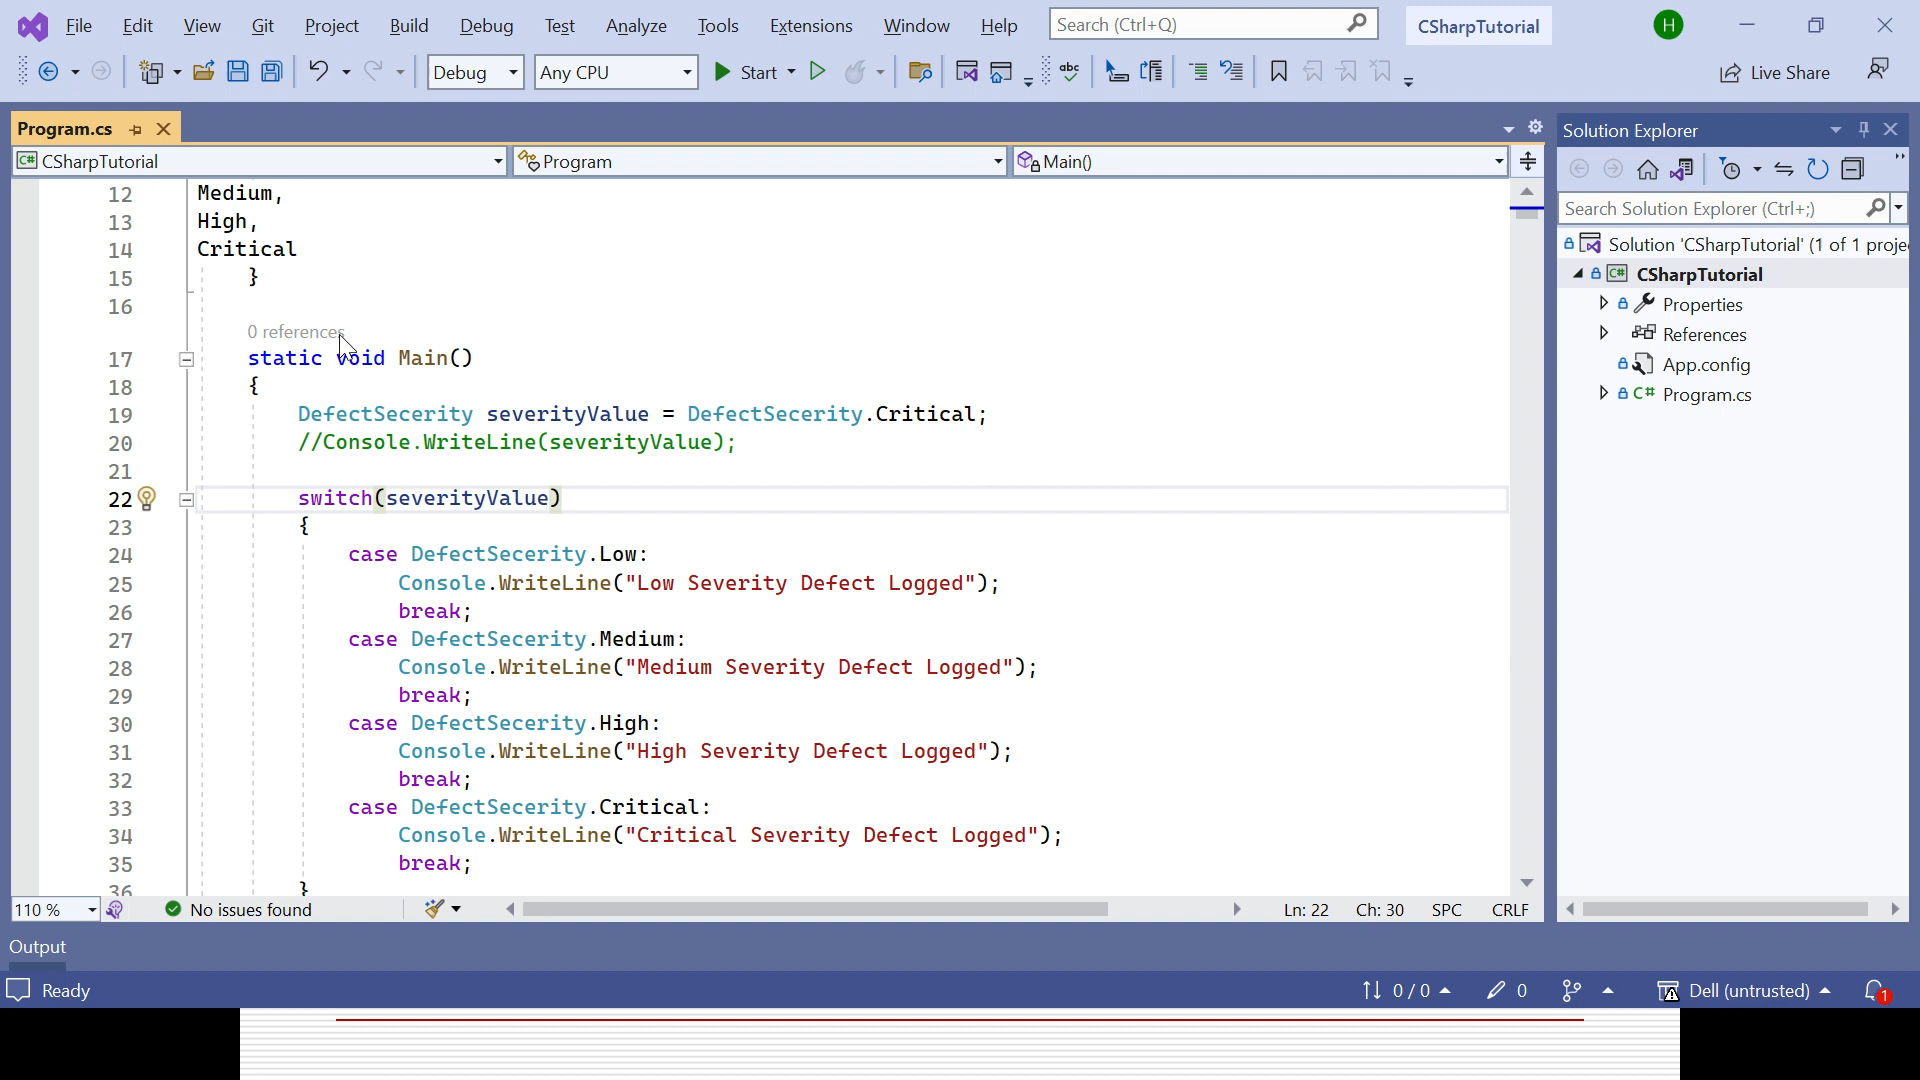 File Edit View Git Project Build Debug Test Analyze Tools Extensions Window Help Search (Ctrl+Q) CSharpTutorial H
Debug Any CPU Start abc Live Share
Program.cs
C# CSharpTutorial Program Main()
12 Medium,
13 High,
14 Critical
15 }
16
0 references
17 static void Main()
18 {
19 DefectSecerity severityValue = DefectSecerity.Critical;
20 //Console.WriteLine(severityValue);
21
22 switch(severityValue)
23 {
24 case DefectSecerity.Low:
25 Console.WriteLine("Low Severity Defect Logged");
26 break;
27 case DefectSecerity.Medium:
28 Console.WriteLine("Medium Severity Defect Logged");
29 break;
30 case DefectSecerity.High:
31 Console.WriteLine("High Severity Defect Logged");
32 break;
33 case DefectSecerity.Critical:
34 Console.WriteLine("Critical Severity Defect Logged");
35 break;
36 }
110 % No issues found Ln: 22 Ch: 30 SPC CRLF
Solution Explorer
Search Solution Explorer (Ctrl+;)
Solution 'CSharpTutorial' (1 of 1 proje
C# CSharpTutorial
Properties
References
App.config
C# Program.cs
Output
Ready 0 / 0 0 Dell (untrusted) 1